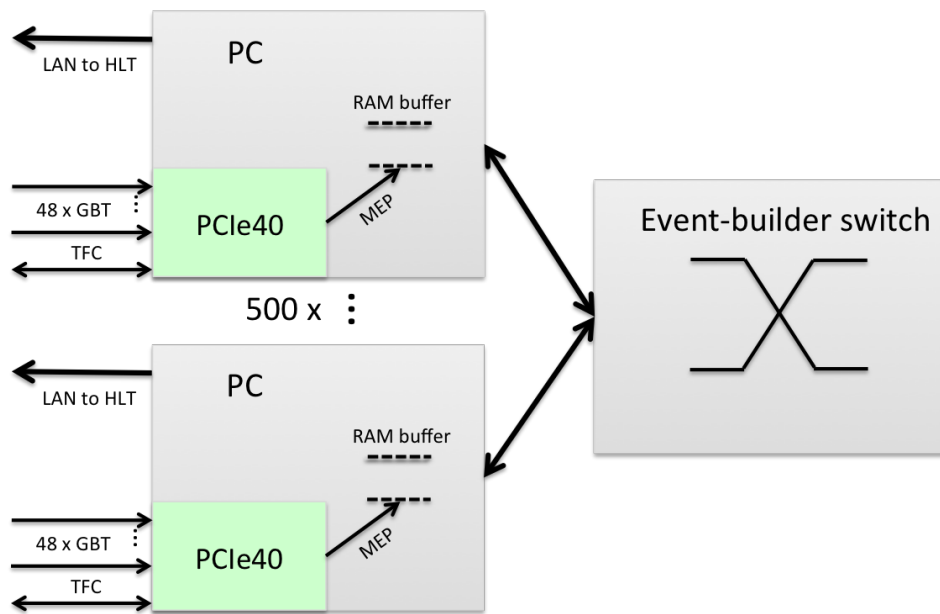 PC
LAN to HLT
RAM buffer
48 x GBT
PCIe40
MEP
TFC
Event-builder switch
500 x
PC
LAN to HLT
RAM buffer
48 x GBT
PCIe40
MEP
TFC